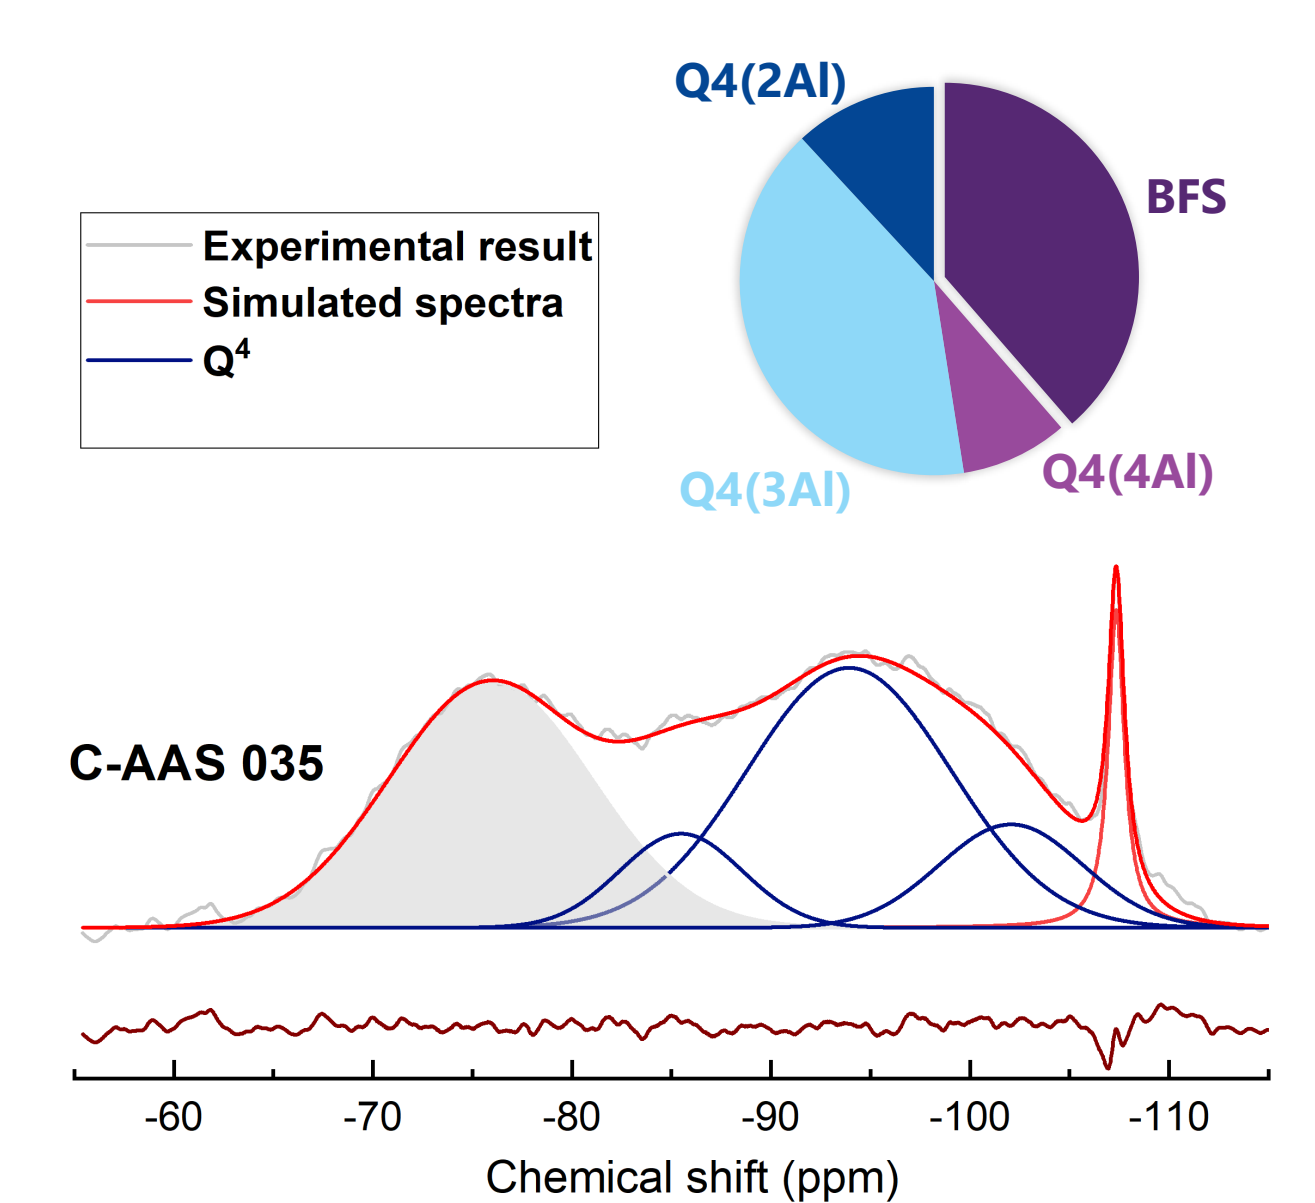 Q4(2Al)
BFS
Experimental result
Simulated spectra
Q⁴
Q4(3Al)
Q4(4Al)
C-AAS 035
-60 -70 -80 -90 -100 -110
Chemical shift (ppm)